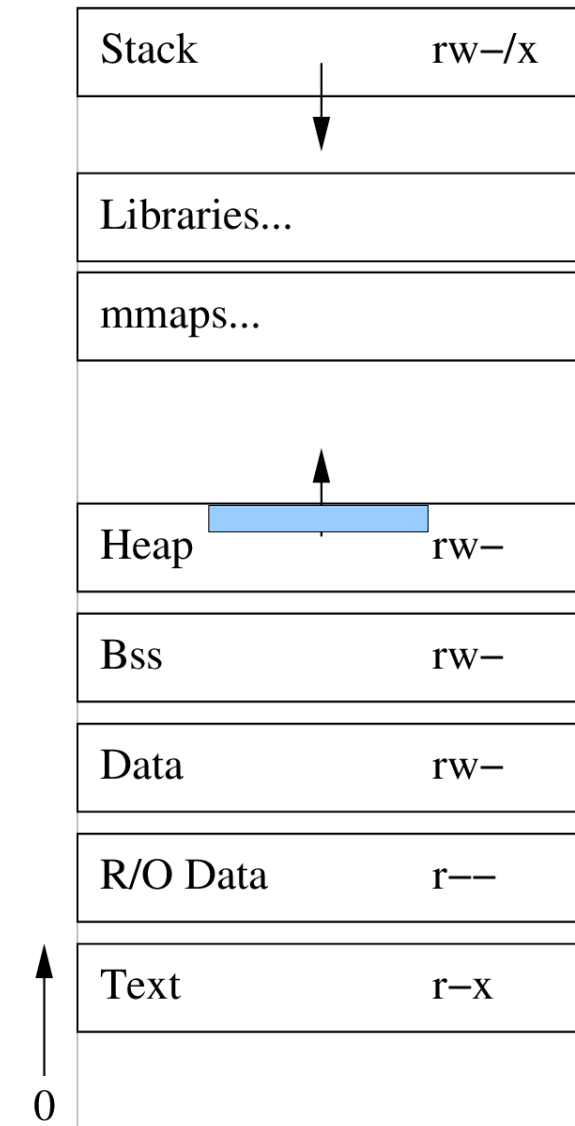 Stack rw−/x
Libraries...
mmaps...
Heap rw−
Bss rw−
Data rw−
R/O Data r−−
Text r−x
0